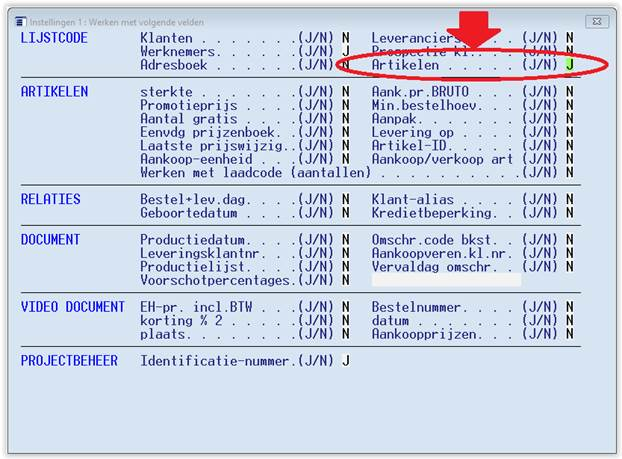 Instellingen 1 : Werken met volgende velden
LIJSTCODE Klanten . . . . . . .(J/N) N Leveranciers (J/N) N
Werknemers. . . . . .(J/N) J Prospectie kl. . . . (J/N) N
Adresboek . . . . . .(J/N) N Artikelen . . . . . (J/N) J
ARTIKELEN sterkte . . . . . . .(J/N) N Aank.pr.BRUTO . . . (J/N) N
Promotieprijs . . . .(J/N) N Min.bestelhoev. . . (J/N) N
Aantal gratis . . . .(J/N) N Aanpak. . . . . . . (J/N) N
Eenvdg prijzenboek. .(J/N) N Levering op . . . . (J/N) N
Laatste prijswijzig..(J/N) N Artikel-ID. . . . . (J/N) N
Aankoop-eenheid . . .(J/N) N Aankoop/verkoop art (J/N) N
Werken met laadcode (aantallen) . . . . . . . . . . (J/N) N
RELATIES Bestel+lev.dag. . . .(J/N) N Klant-alias . . . . (J/N) N
Geboortedatum . . . .(J/N) N Kredietbeperking. . (J/N) N
DOCUMENT Productiedatum. . . .(J/N) N Omschr.code bkst. . (J/N) N
Leveringsklantnr. . .(J/N) N Aankoopveren.kl.nr. (J/N) N
Productielijst. . . .(J/N) N Vervaldag omschr. . (J/N) N
Voorschotpercentages.(J/N) N
VIDEO DOCUMENT EH-pr. incl.BTW . . .(J/N) N Bestelnummer. . . . (J/N) N
korting % 2 . . . . .(J/N) N datum . . . . . . . (J/N) N
plaats. . . . . . . .(J/N) N Aankoopprijzen. . . (J/N) N
PROJECTBEHEER Identificatie-nummer.(J/N) J